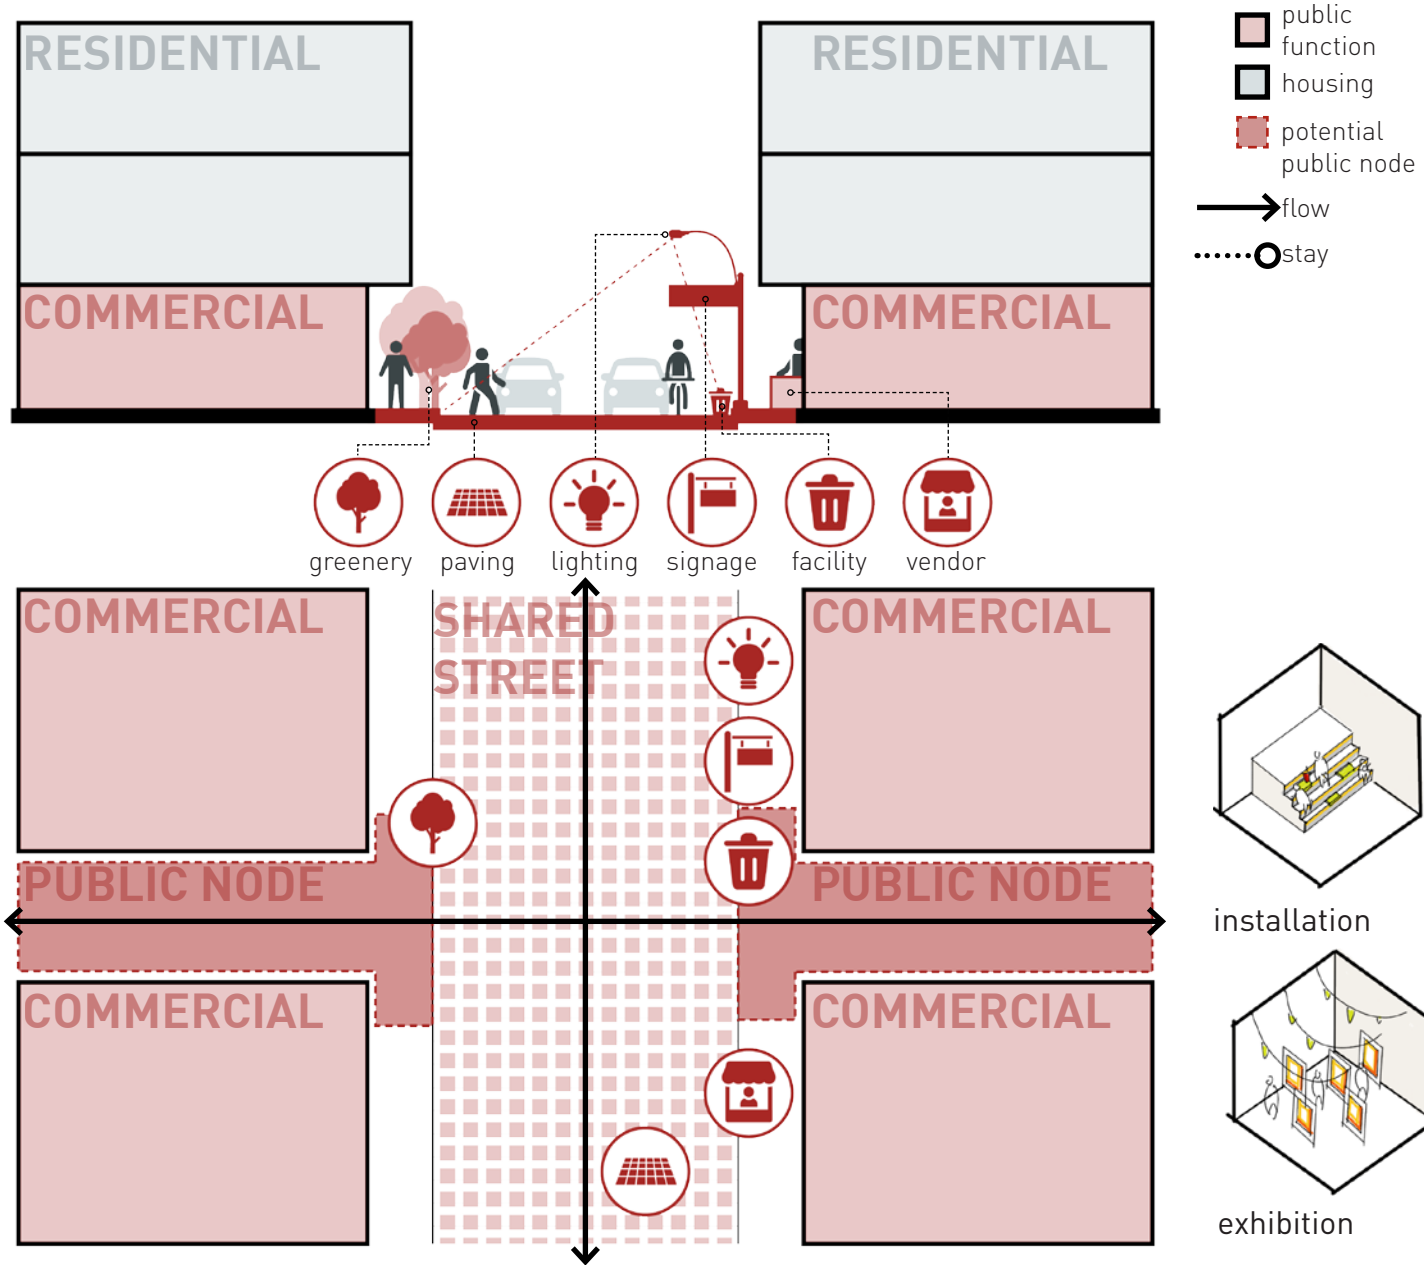 RESIDENTIAL
RESIDENTIAL
public
function
housing
potential
public node
flow
stay
COMMERCIAL
COMMERCIAL
greenery
paving
lighting
signage
facility
vendor
COMMERCIAL
SHARED
STREET
COMMERCIAL
PUBLIC NODE
PUBLIC NODE
installation
COMMERCIAL
COMMERCIAL
exhibition